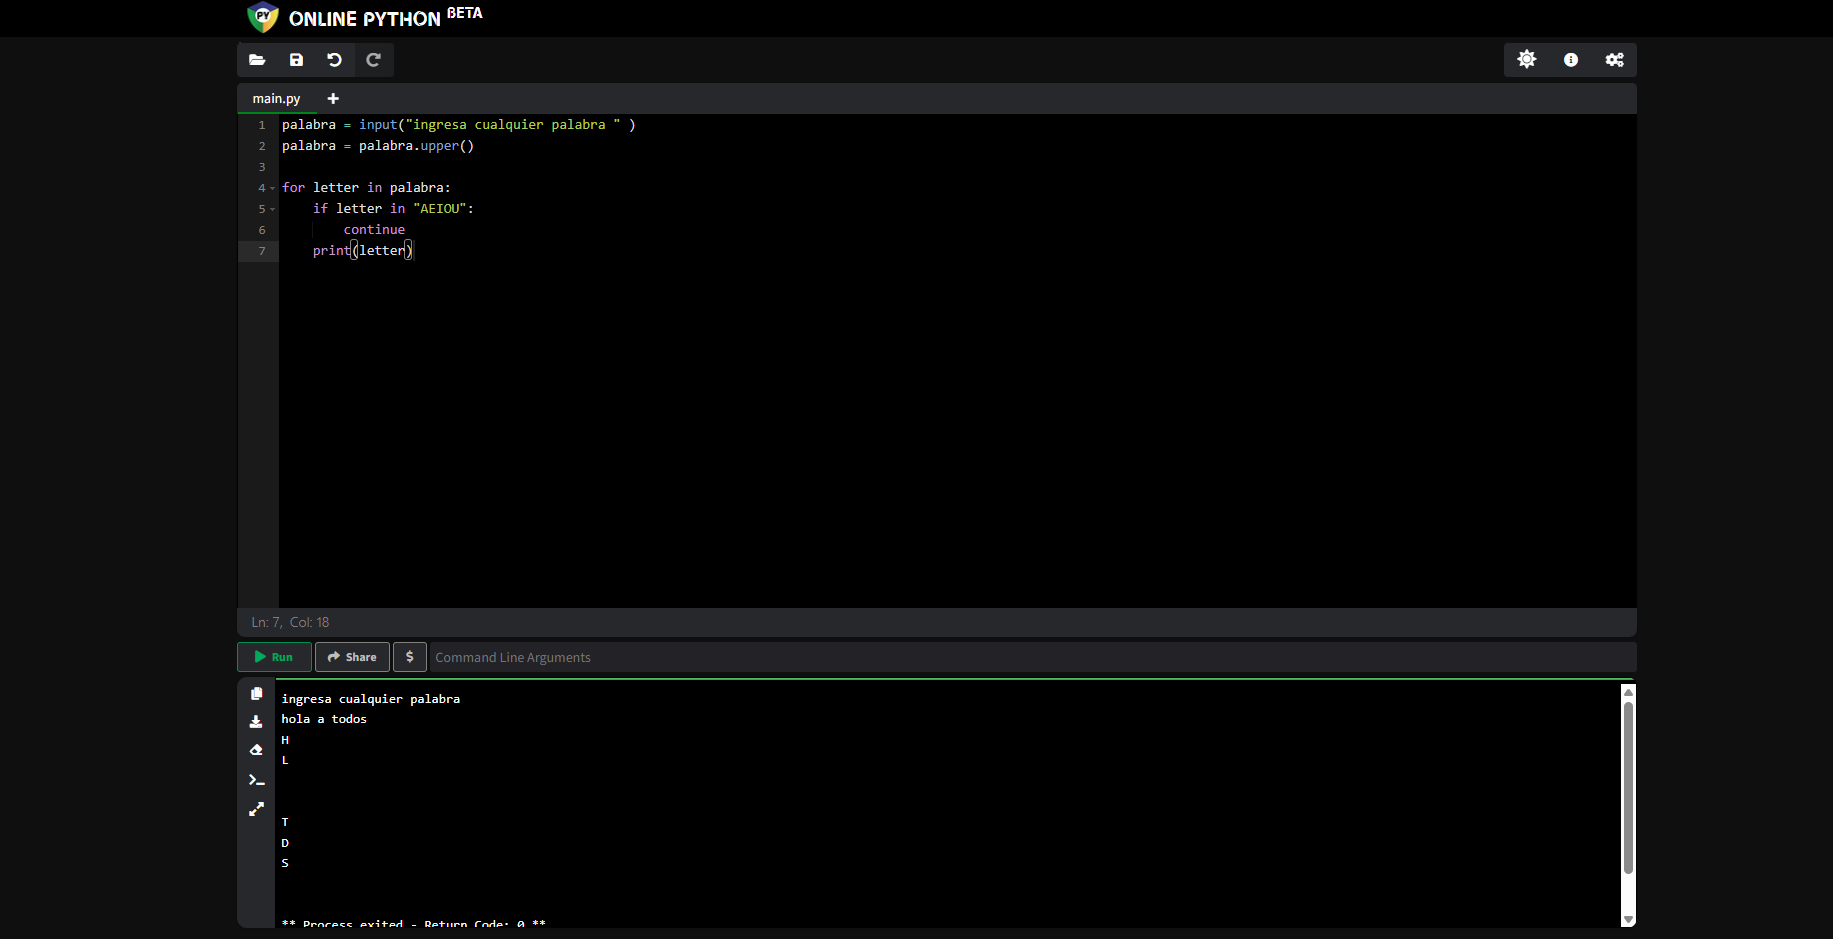 ONLINE PYTHON BETA
main.py
1 palabra = input("ingresa cualquier palabra " )
2 palabra = palabra.upper()
3
4 for letter in palabra:
5     if letter in "AEIOU":
6         continue
7     print(letter)
Ln: 7, Col: 18
Run Share $ Command Line Arguments
ingresa cualquier palabra
hola a todos
H
L
T
D
S
** Process exited - Return Code: 0 **